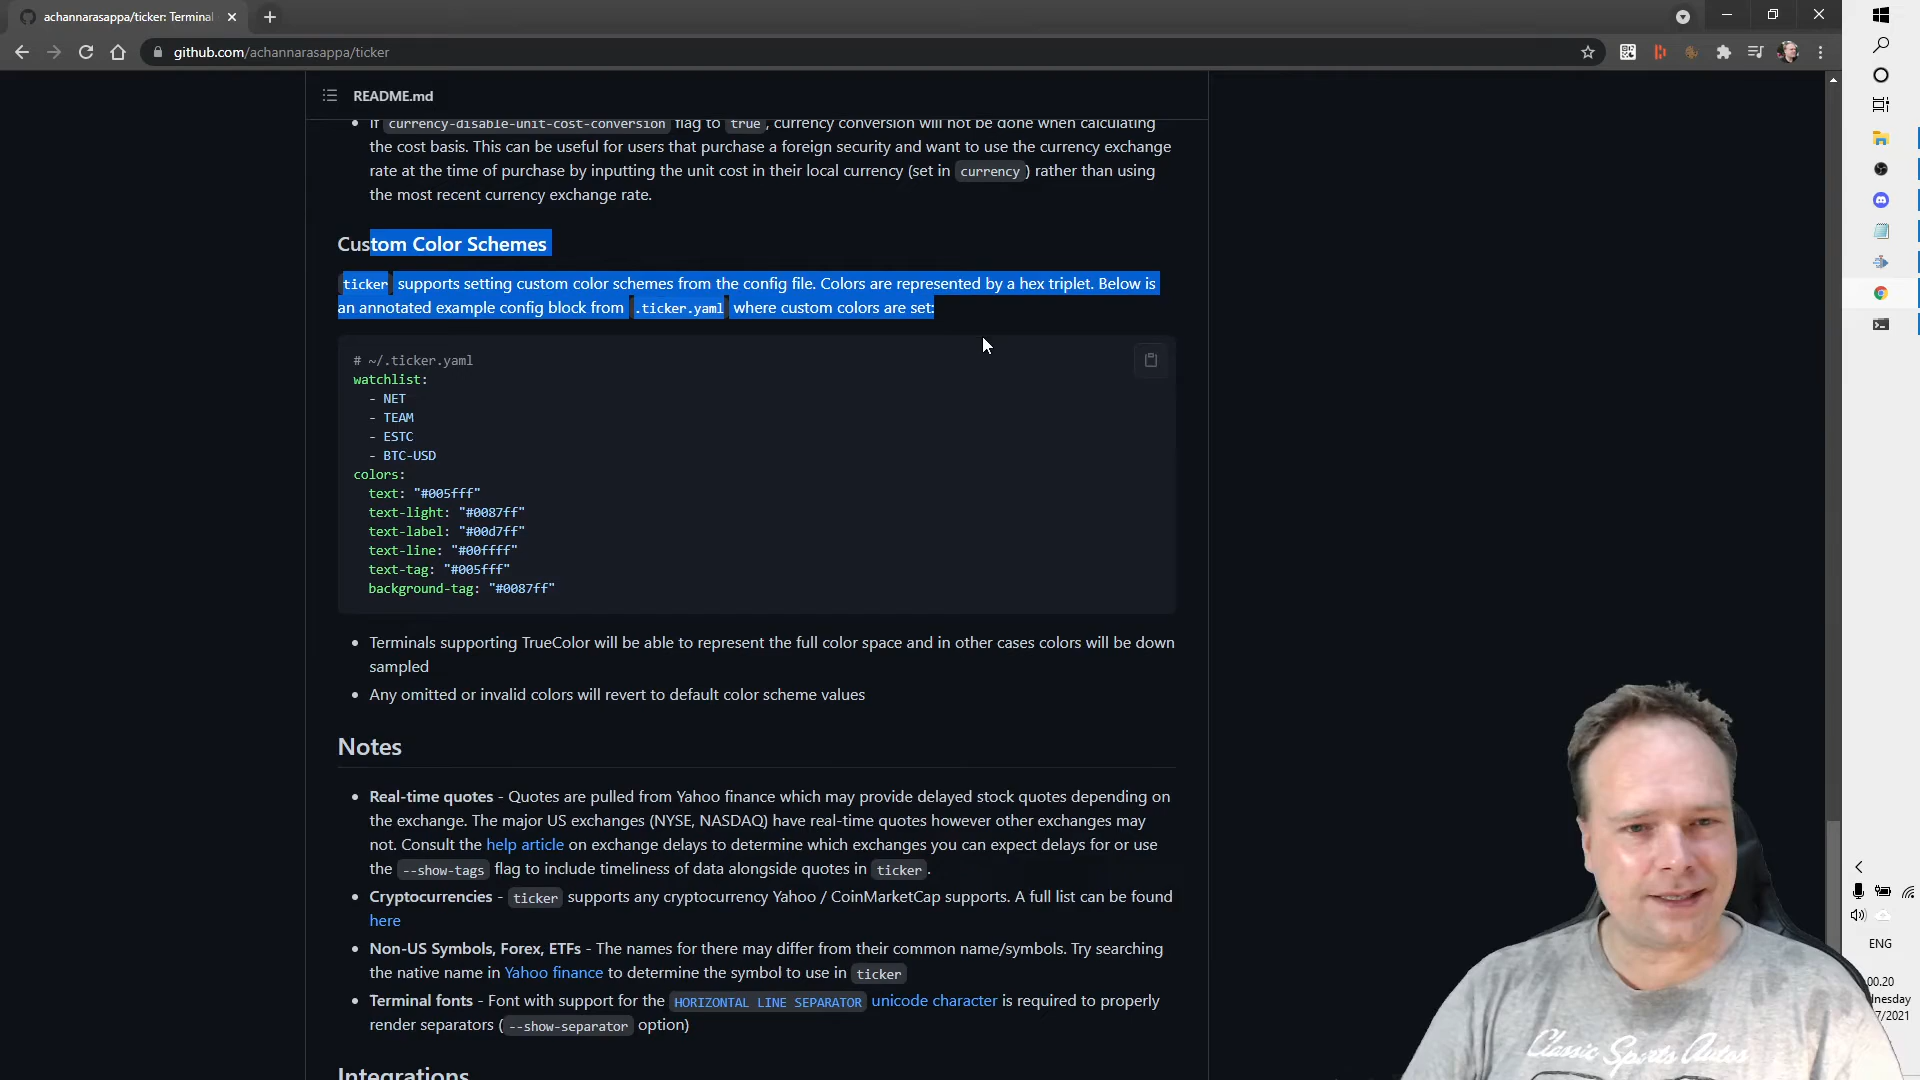 achannarasappa/ticker: Terminal
github.com/achannarasappa/ticker
README.md
If currency-disable-unit-cost-conversion flag to true, currency conversion will not be done when calculating
the cost basis. This can be useful for users that purchase a foreign security and want to use the currency exchange
rate at the time of purchase by inputting the unit cost in their local currency (set in currency) rather than using
the most recent currency exchange rate.
Custom Color Schemes
ticker supports setting custom color schemes from the config file. Colors are represented by a hex triplet. Below is
an annotated example config block from .ticker.yaml where custom colors are set:
# ~/.ticker.yaml
watchlist:
- NET
- TEAM
- ESTC
- BTC-USD
colors:
text: "#005fff"
text-light: "#0087ff"
text-label: "#00d7ff"
text-line: "#00ffff"
text-tag: "#005fff"
background-tag: "#0087ff"
Terminals supporting TrueColor will be able to represent the full color space and in other cases colors will be down
sampled
Any omitted or invalid colors will revert to default color scheme values
Notes
Real-time quotes - Quotes are pulled from Yahoo finance which may provide delayed stock quotes depending on
the exchange. The major US exchanges (NYSE, NASDAQ) have real-time quotes however other exchanges may
not. Consult the help article on exchange delays to determine which exchanges you can expect delays for or use
the --show-tags flag to include timeliness of data alongside quotes in ticker.
Cryptocurrencies - ticker supports any cryptocurrency Yahoo / CoinMarketCap supports. A full list can be found
here
Non-US Symbols, Forex, ETFs - The names for there may differ from their common name/symbols. Try searching
the native name in Yahoo finance to determine the symbol to use in ticker
Terminal fonts - Font with support for the HORIZONTAL LINE SEPARATOR unicode character is required to properly
render separators (--show-separator option)
Integrations
ENG
00.20
nesday
7/2021
Classic Sports Autos